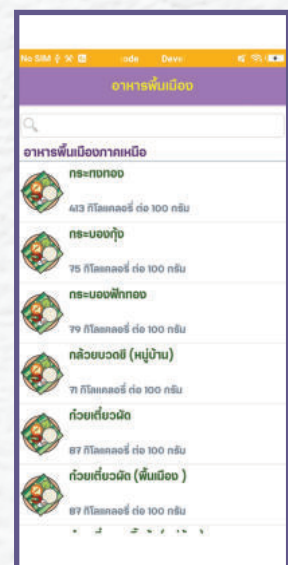 No SIM
อาหารพื้นเมือง
อาหารพื้นเมืองภาคเหนือ
กระทงทอง
413 กิโลแคลอรี่ ต่อ 100 กรัม
กระบองกุ้ง
75 กิโลแคลอรี่ ต่อ 100 กรัม
กระบองฟักทอง
79 กิโลแคลอรี่ ต่อ 100 กรัม
กล้วยบวดชี (หมู่บ้าน)
71 กิโลแคลอรี่ ต่อ 100 กรัม
ก๋วยเตี๋ยวผัด
87 กิโลแคลอรี่ ต่อ 100 กรัม
ก๋วยเตี๋ยวผัด (พื้นเมือง )
87 กิโลแคลอรี่ ต่อ 100 กรัม